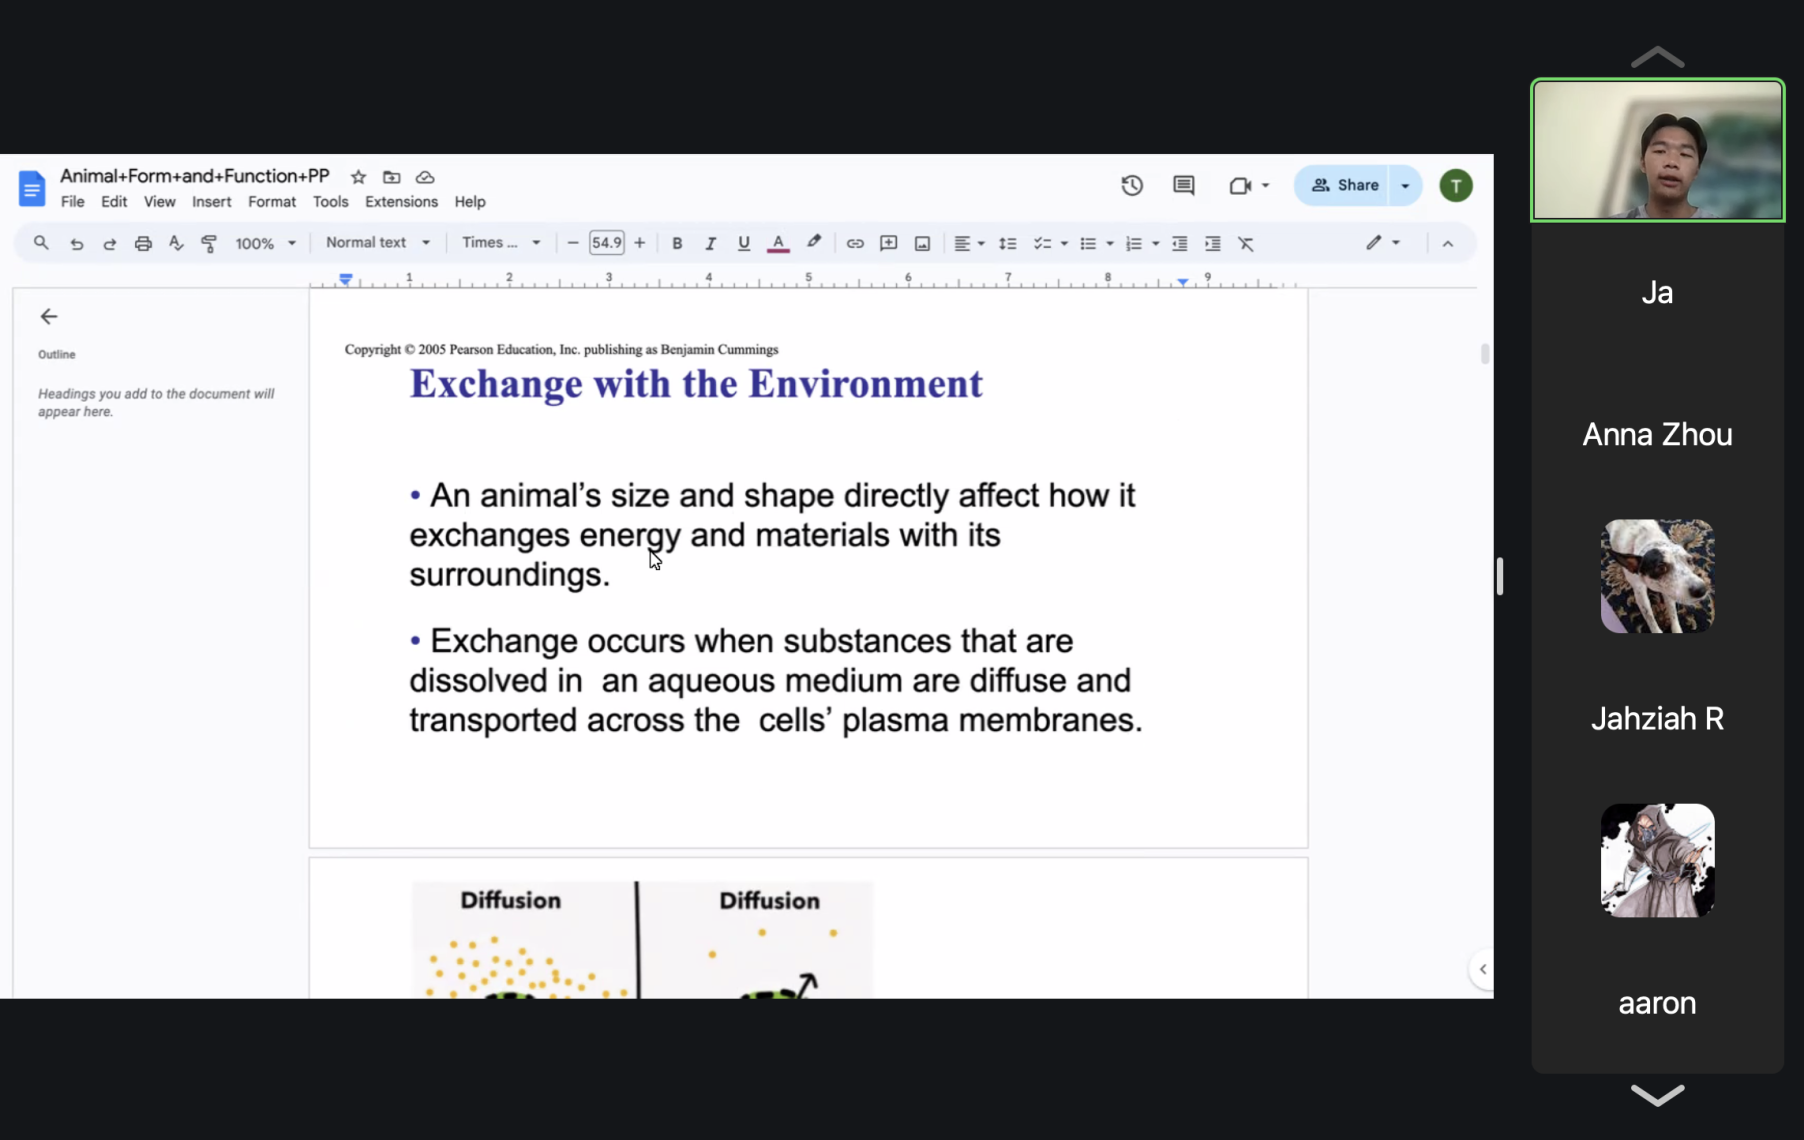 Animal+Form+and+Function+PP
File Edit View Insert Format Tools Extensions Help
Share
T
100% Normal text Times ... 54.9 B I U A
1 2 3 4 5 6 7 8 9
Outline
Headings you add to the document will
appear here.
Copyright © 2005 Pearson Education, Inc. publishing as Benjamin Cummings
Exchange with the Environment
• An animal’s size and shape directly affect how it
exchanges energy and materials with its
surroundings.
• Exchange occurs when substances that are
dissolved in an aqueous medium are diffuse and
transported across the cells’ plasma membranes.
Diffusion Diffusion
Ja
Anna Zhou
Jahziah R
aaron